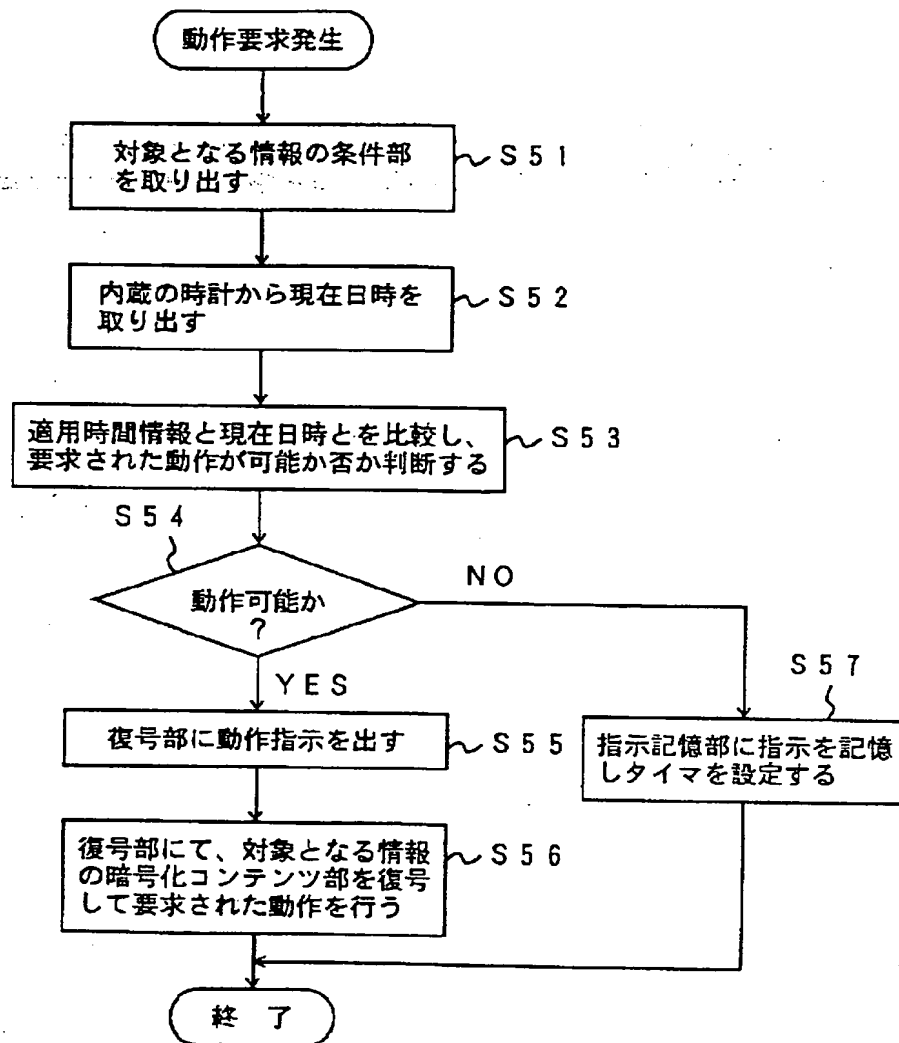 動作要求発生
対象となる情報の条件部
を取り出す
S51
内蔵の時計から現在日時を
取り出す
S52
適用時間情報と現在日時とを比較し、
要求された動作が可能か否か判断する
S53
S54
動作可能か
?
NO
YES
S57
復号部に動作指示を出す
S55
指示記憶部に指示を記憶
しタイマを設定する
復号部にて、対象となる情報
の暗号化コンテンツ部を復号
して要求された動作を行う
S56
終 了